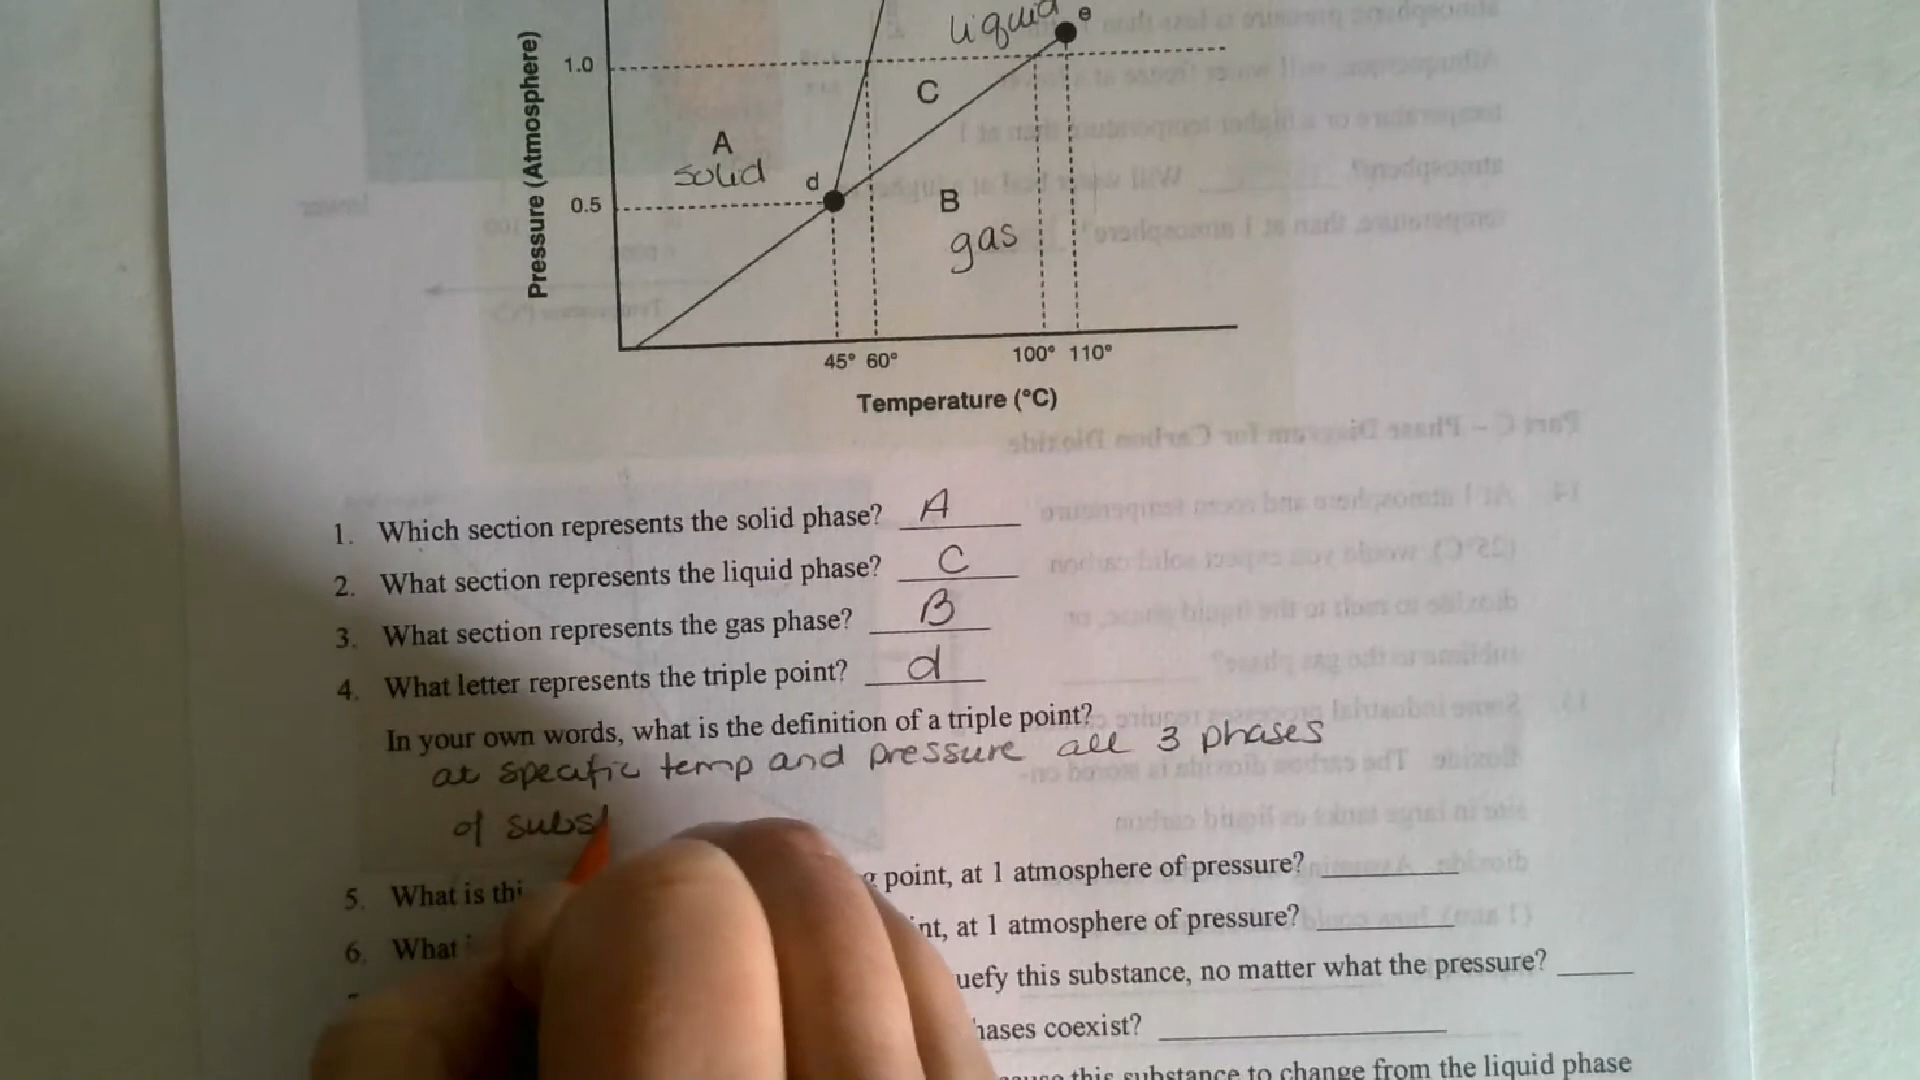 liquid e
1.0
C
A
solid
d
0.5
B
gas
Pressure (Atmosphere)
45° 60° 100° 110°
Temperature (°C)
1. Which section represents the solid phase? A
2. What section represents the liquid phase? C
3. What section represents the gas phase? B
4. What letter represents the triple point? d
In your own words, what is the definition of a triple point?
at specific temp and pressure all 3 phases
of subst
5. What is thi point, at 1 atmosphere of pressure?
6. What at 1 atmosphere of pressure?
uefy this substance, no matter what the pressure?
hases coexist?
this substance to change from the liquid phase